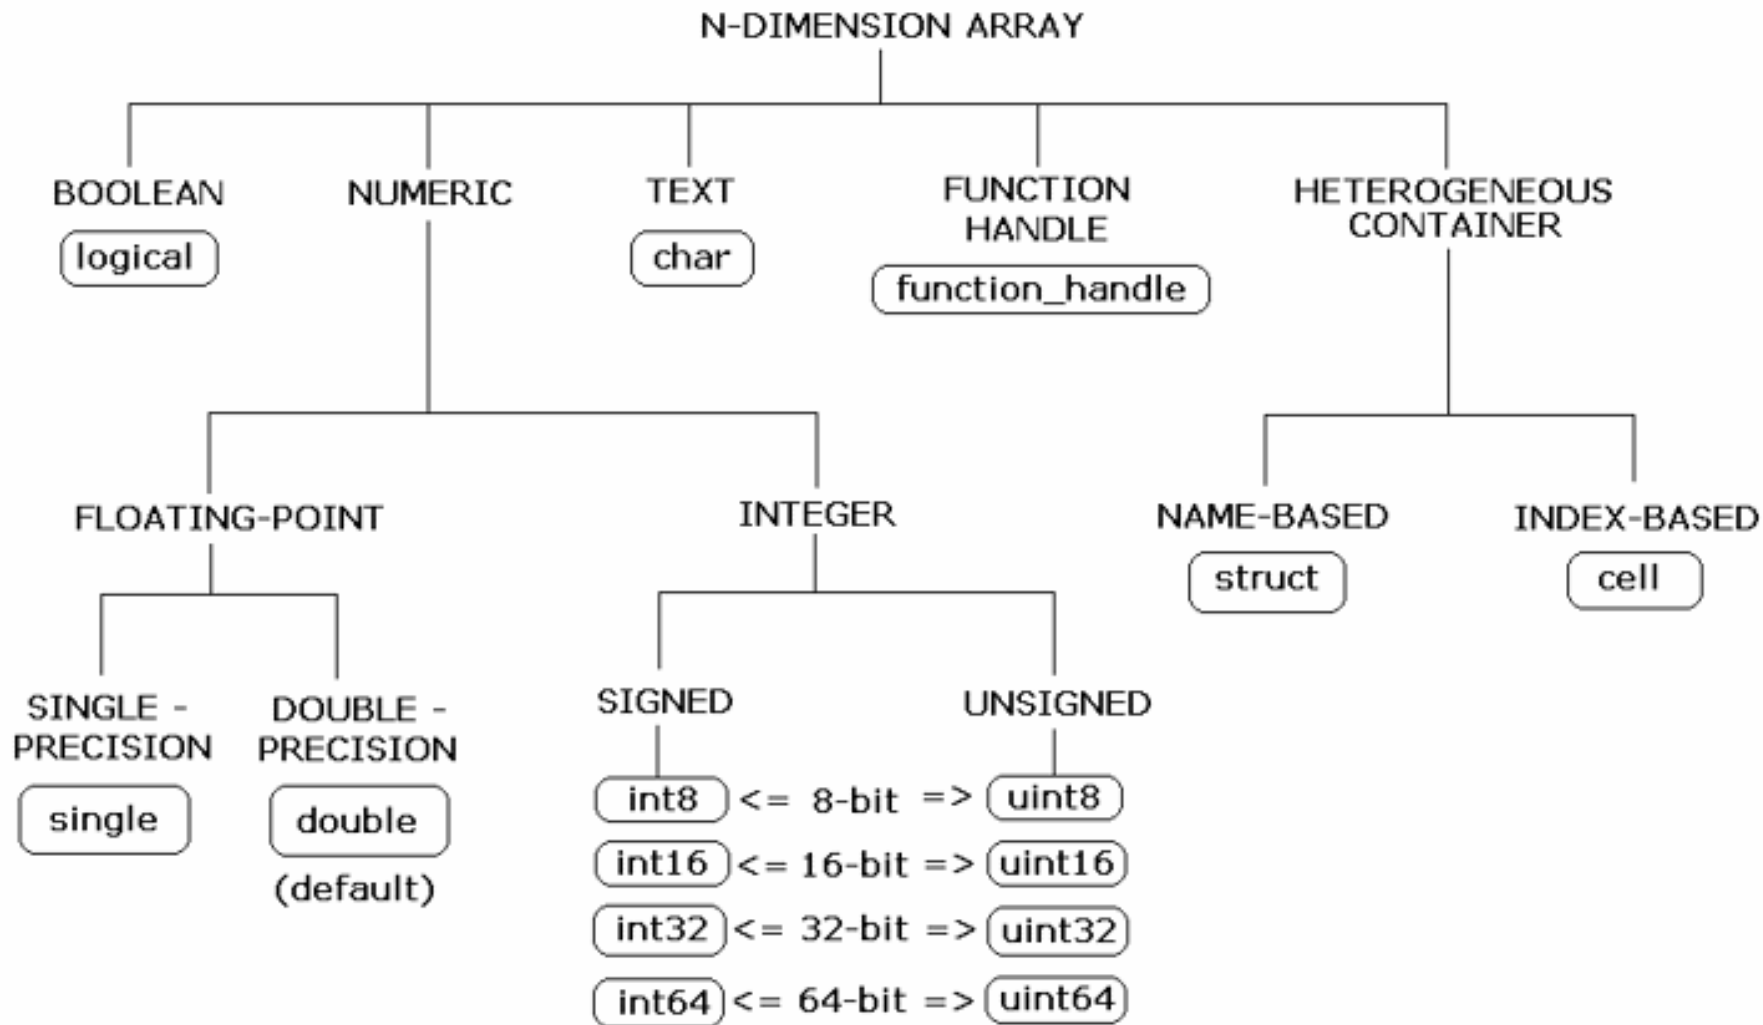 N-DIMENSION ARRAY
BOOLEAN
logical
NUMERIC
TEXT
char
FUNCTION
HANDLE
function_handle
HETEROGENEOUS
CONTAINER
FLOATING-POINT
INTEGER
NAME-BASED
struct
INDEX-BASED
cell
SINGLE -
PRECISION
single
DOUBLE -
PRECISION
double
(default)
SIGNED
UNSIGNED
int8 <= 8-bit => uint8
int16 <= 16-bit => uint16
int32 <= 32-bit => uint32
int64 <= 64-bit => uint64